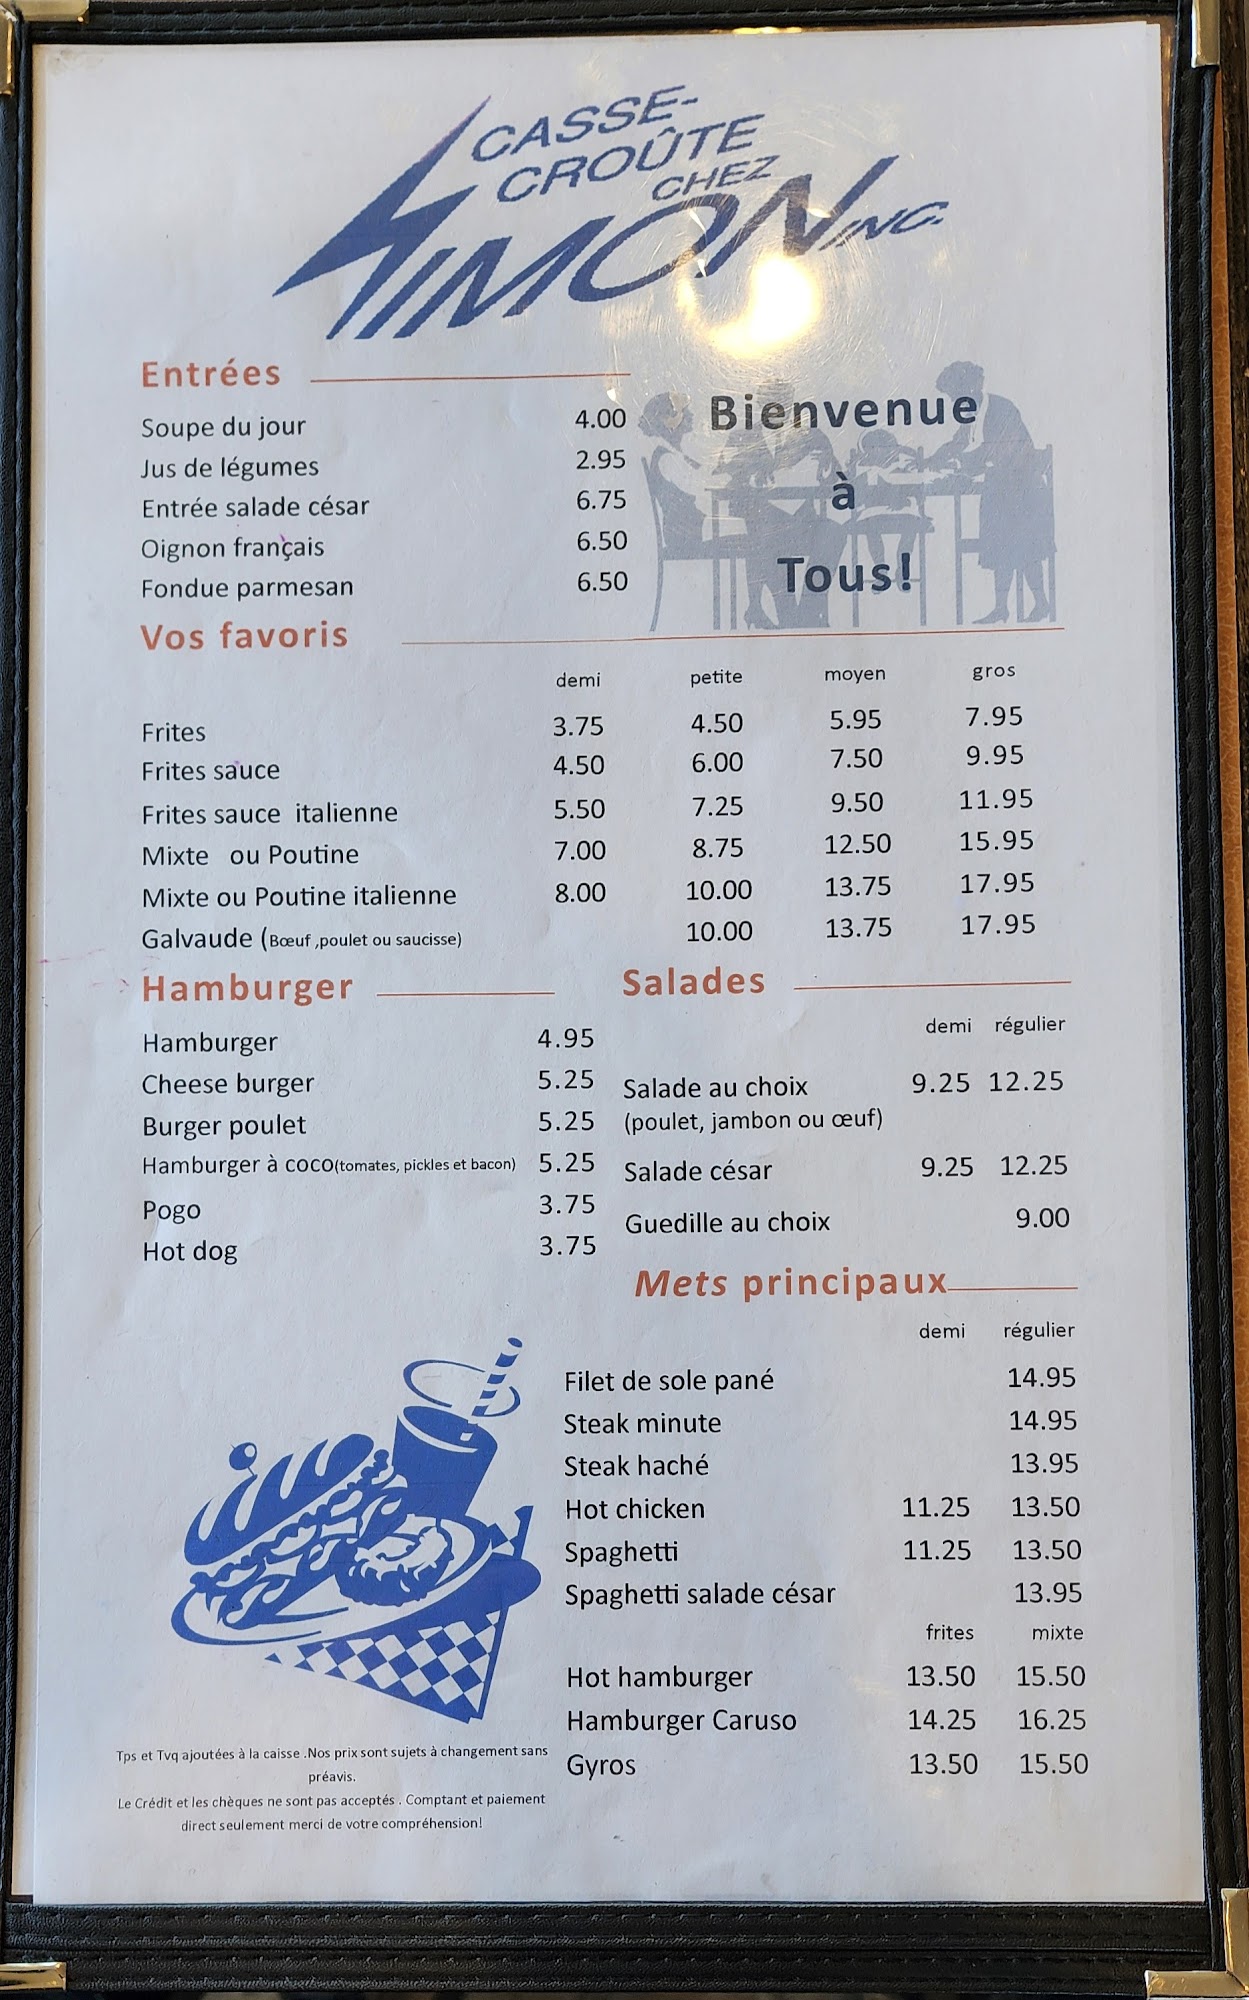 CASSE-
CROÛTE
CHEZ
SIMON INC.
Entrées
Soupe du jour 4.00
Jus de légumes 2.95
Entrée salade césar 6.75
Oignon français 6.50
Fondue parmesan 6.50
Bienvenue
à
Tous!
Vos favoris
demi petite moyen gros
Frites 3.75 4.50 5.95 7.95
Frites sauce 4.50 6.00 7.50 9.95
Frites sauce italienne 5.50 7.25 9.50 11.95
Mixte ou Poutine 7.00 8.75 12.50 15.95
Mixte ou Poutine italienne 8.00 10.00 13.75 17.95
Galvaude (Bœuf ,poulet ou saucisse) 10.00 13.75 17.95
Hamburger
Hamburger 4.95
Cheese burger 5.25
Burger poulet 5.25
Hamburger à coco(tomates, pickles et bacon) 5.25
Pogo 3.75
Hot dog 3.75
Salades
demi régulier
Salade au choix 9.25 12.25
(poulet, jambon ou œuf)
Salade césar 9.25 12.25
Guedille au choix 9.00
Mets principaux
demi régulier
Filet de sole pané 14.95
Steak minute 14.95
Steak haché 13.95
Hot chicken 11.25 13.50
Spaghetti 11.25 13.50
Spaghetti salade césar 13.95
frites mixte
Hot hamburger 13.50 15.50
Hamburger Caruso 14.25 16.25
Gyros 13.50 15.50
Tps et Tvq ajoutées à la caisse .Nos prix sont sujets à changement sans
préavis.
Le Crédit et les chèques ne sont pas acceptés . Comptant et paiement
direct seulement merci de votre compréhension!